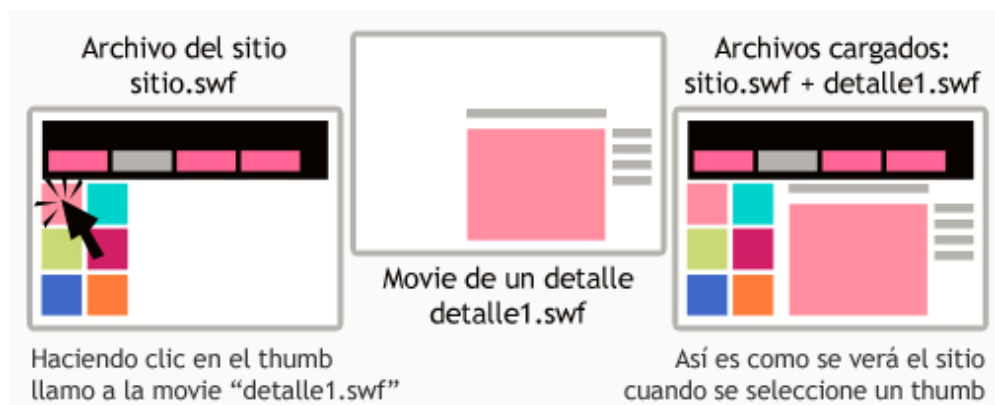 Archivo del sitio
sitio.swf
Haciendo clic en el thumb
llamo a la movie “detalle1.swf”
Movie de un detalle
detalle1.swf
Archivos cargados:
sitio.swf + detalle1.swf
Así es como se verá el sitio
cuando se seleccione un thumb